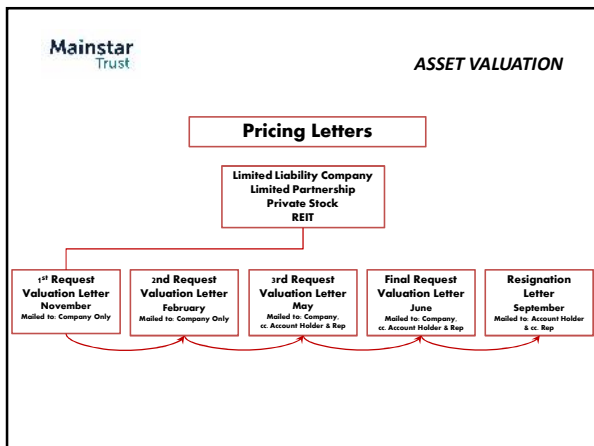 Mainstar
Trust
ASSET VALUATION
Pricing Letters
Limited Liability Company
Limited Partnership
Private Stock
REIT
1st Request
Valuation Letter
November
Mailed to: Company Only
2nd Request
Valuation Letter
February
Mailed to: Company Only
3rd Request
Valuation Letter
May
Mailed to: Company,
cc. Account Holder & Rep
Final Request
Valuation Letter
June
Mailed to: Company,
cc. Account Holder & Rep
Resignation
Letter
September
Mailed to: Account Holder
& cc. Rep